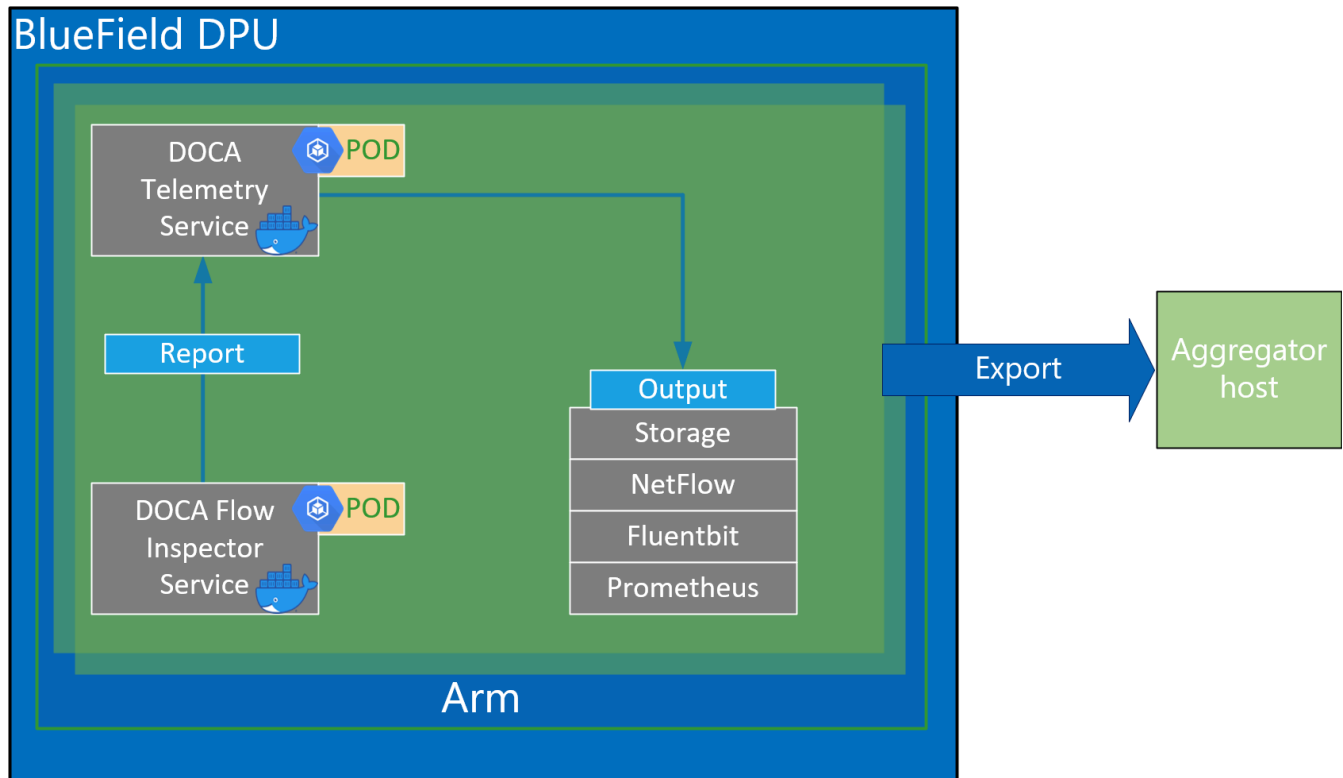 BlueField DPU
DOCA
Telemetry
Service
POD
Report
DOCA Flow
Inspector
Service
POD
Output
Storage
NetFlow
Fluentbit
Prometheus
Arm
Export
Aggregator
host